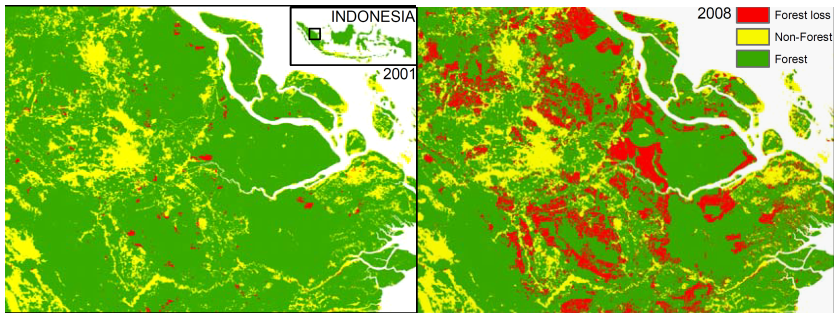 INDONESIA
2001
2008
Forest loss
Non-Forest
Forest